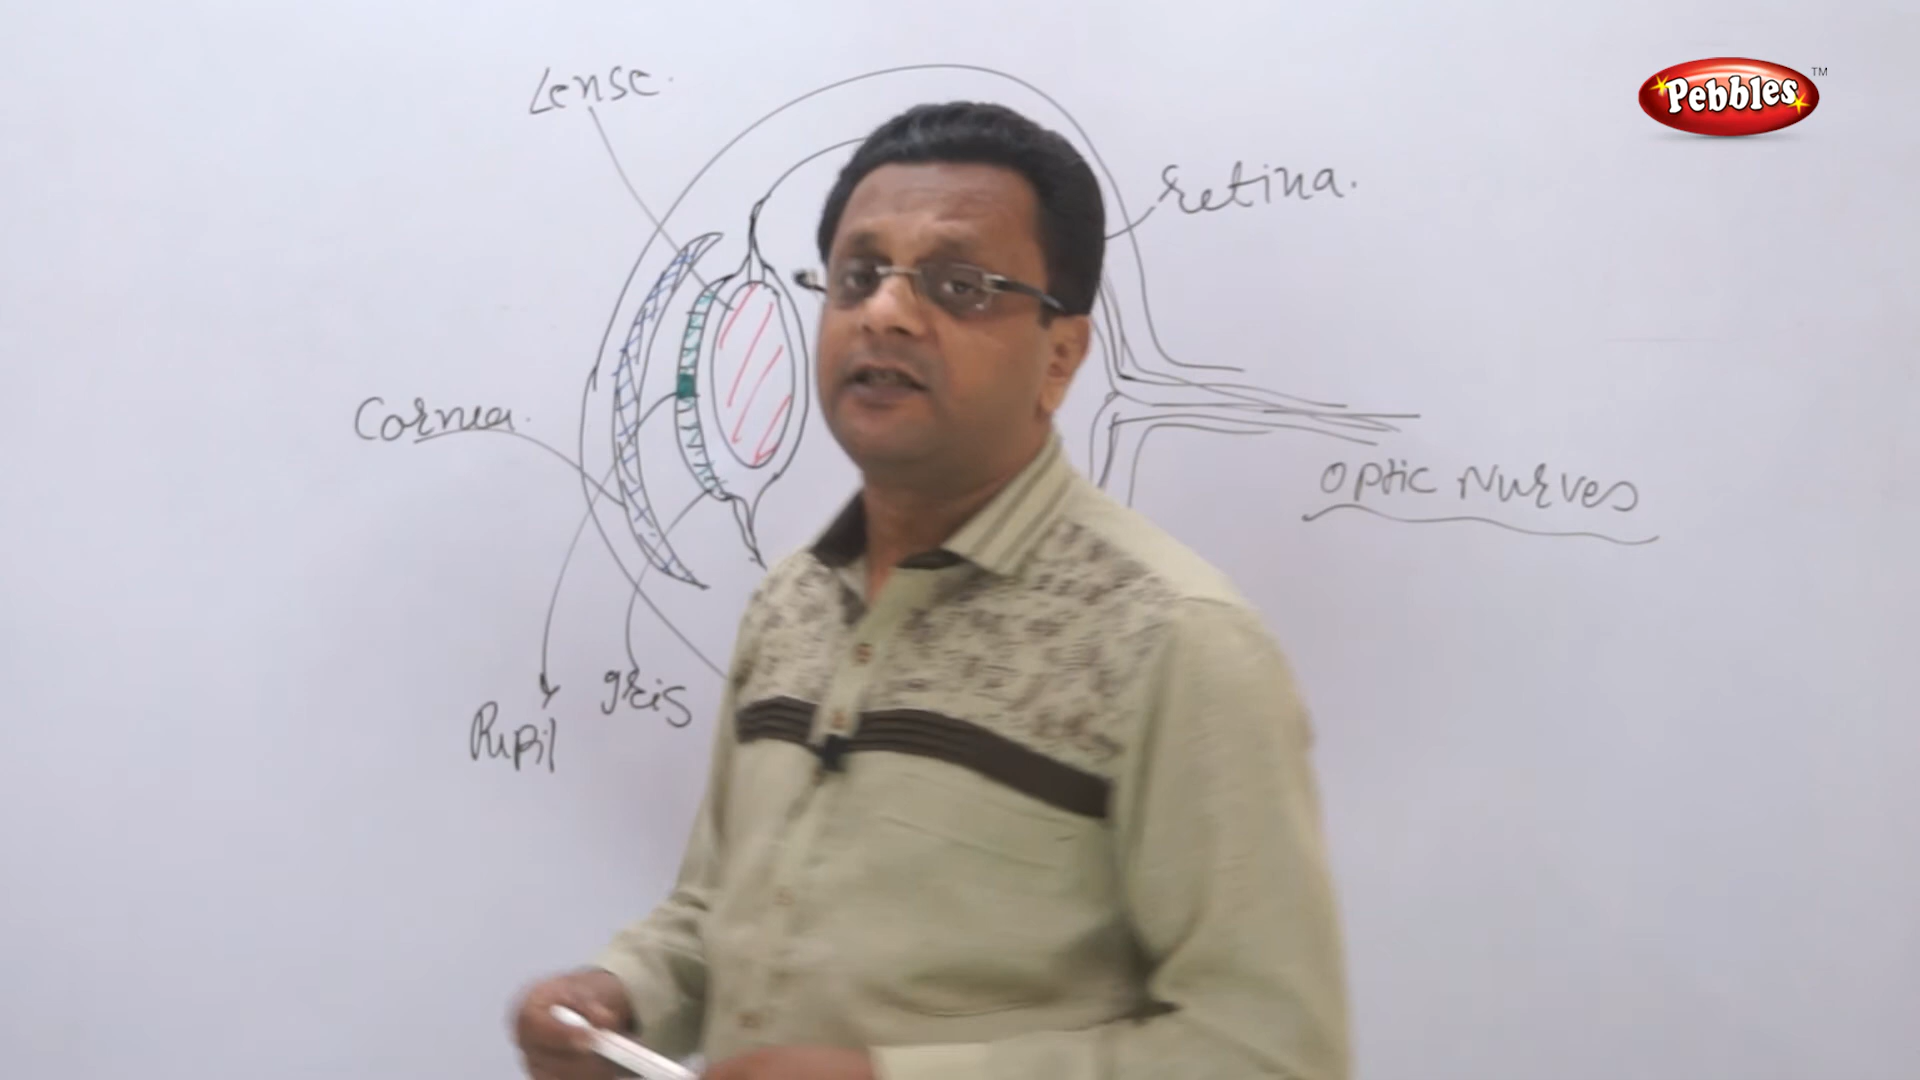 Lense.
Pebbles TM
retina.
Cornea.
Optic Nurves
Iris
Pupil